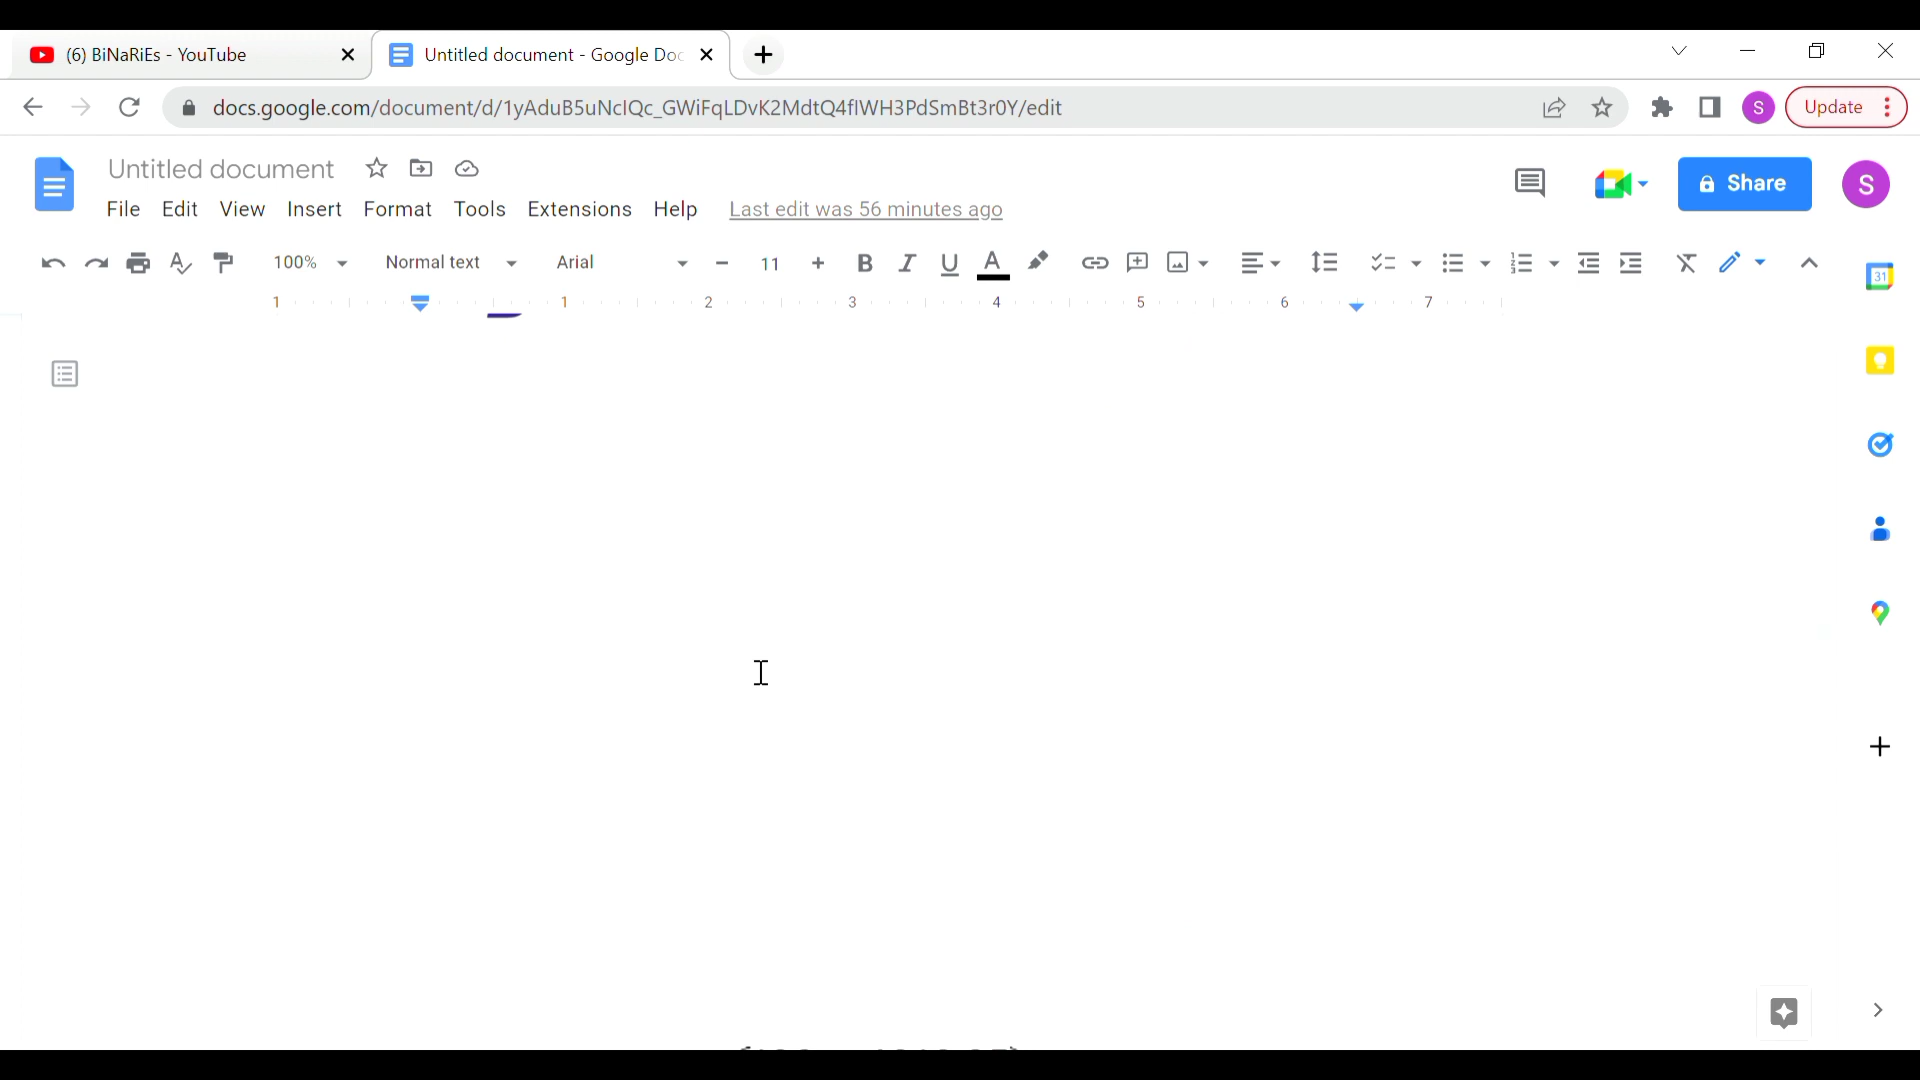 (6) BiNaRiEs - YouTube
Untitled document - Google Doc
docs.google.com/document/d/1yAduB5uNcIQc_GWiFqLDvK2MdtQ4fIWH3PdSmBt3r0Y/edit
S
Update
Untitled document
Share
S
File Edit View Insert Format Tools Extensions Help Last edit was 56 minutes ago
100% Normal text Arial 11
31
1 1 2 3 4 5 6 7